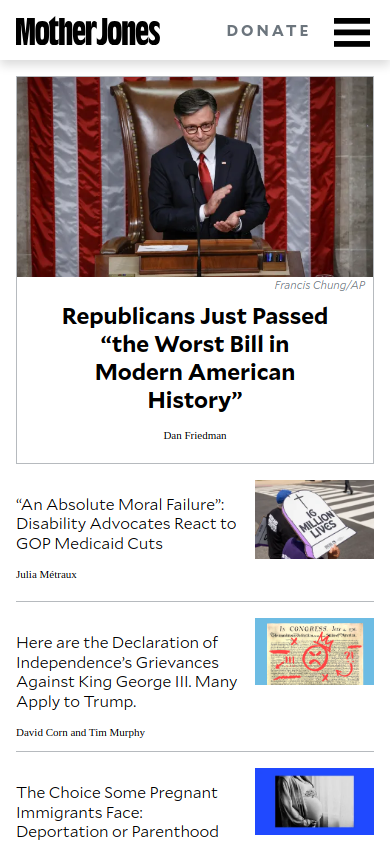 Mother Jones
DONATE
Francis Chung/AP
Republicans Just Passed
“the Worst Bill in
Modern American
History”
Dan Friedman
“An Absolute Moral Failure”:
Disability Advocates React to
GOP Medicaid Cuts
Julia Métraux
16
MILLION
LIVES
Here are the Declaration of
Independence’s Grievances
Against King George III. Many
Apply to Trump.
David Corn and Tim Murphy
IN CONGRESS, JULY 4, 1776.
The Choice Some Pregnant
Immigrants Face:
Deportation or Parenthood